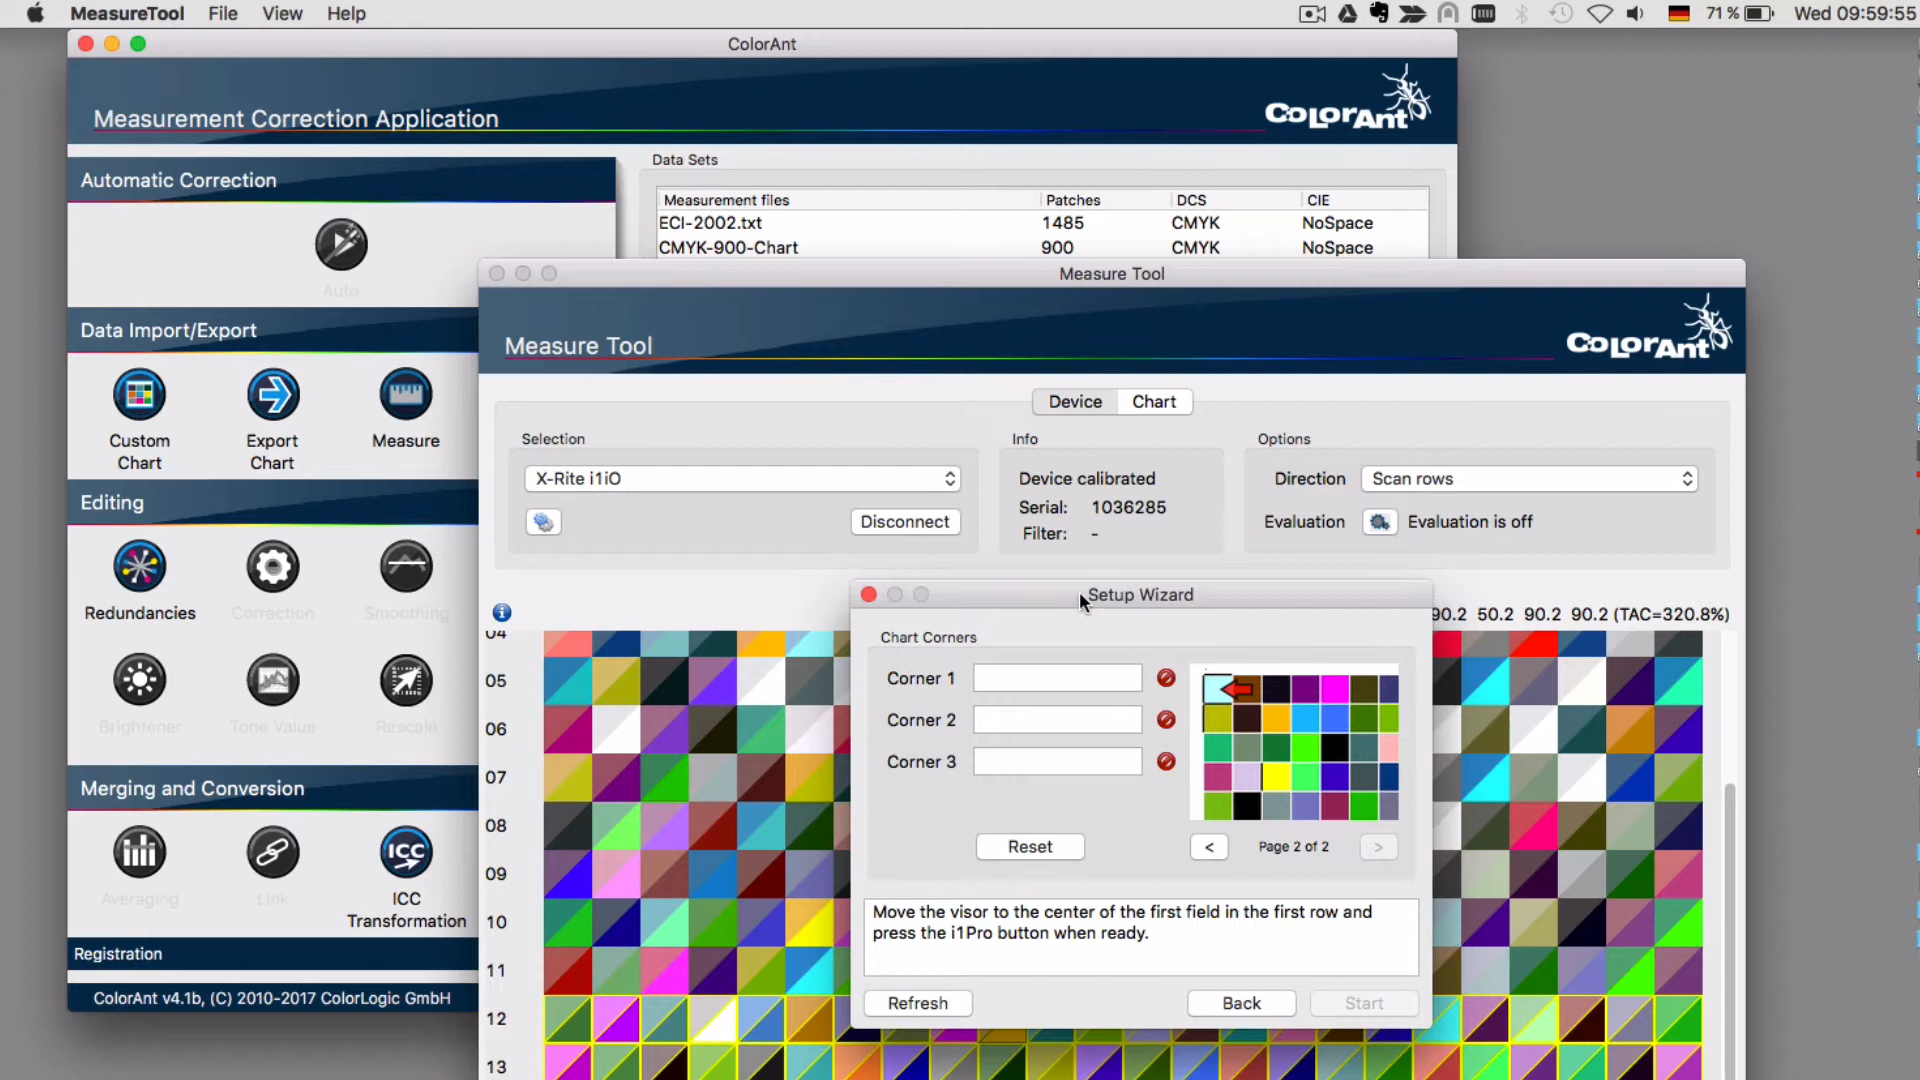 MeasureTool File View Help 71 % Wed 09:59:55
ColorAnt
Measurement Correction Application
ColorAnt
Automatic Correction
Auto
Data Import/Export
Custom Chart
Export Chart
Measure
Editing
Redundancies Correction Smoothing
Brightener Tone Value Rescale
Merging and Conversion
ICC
Averaging Link ICC Transformation
Registration
ColorAnt v4.1b, (C) 2010-2017 ColorLogic GmbH
Data Sets
Measurement files Patches DCS CIE
ECI-2002.txt 1485 CMYK NoSpace
CMYK-900-Chart 900 CMYK NoSpace
Measure Tool
Measure Tool
ColorAnt
Device Chart
Selection
X-Rite i1iO
Disconnect
Info
Device calibrated
Serial: 1036285
Filter: -
Options
Direction Scan rows
Evaluation Evaluation is off
90.2 50.2 90.2 90.2 (TAC=320.8%)
04
05
06
07
08
09
10
11
12
13
Setup Wizard
Chart Corners
Corner 1
Corner 2
Corner 3
Reset
< Page 2 of 2 >
Move the visor to the center of the first field in the first row and
press the i1Pro button when ready.
Refresh Back Start